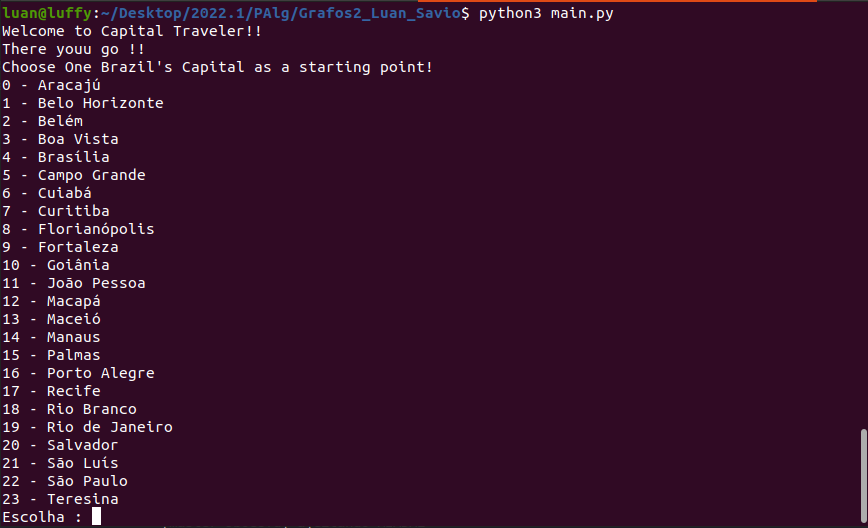 luan@luffy:~/Desktop/2022.1/PAlg/Grafos2_Luan_Savio$ python3 main.py
Welcome to Capital Traveler!!
There youu go !!
Choose One Brazil's Capital as a starting point!
0 - Aracajú
1 - Belo Horizonte
2 - Belém
3 - Boa Vista
4 - Brasília
5 - Campo Grande
6 - Cuiabá
7 - Curitiba
8 - Florianópolis
9 - Fortaleza
10 - Goiânia
11 - João Pessoa
12 - Macapá
13 - Maceió
14 - Manaus
15 - Palmas
16 - Porto Alegre
17 - Recife
18 - Rio Branco
19 - Rio de Janeiro
20 - Salvador
21 - São Luís
22 - São Paulo
23 - Teresina
Escolha :